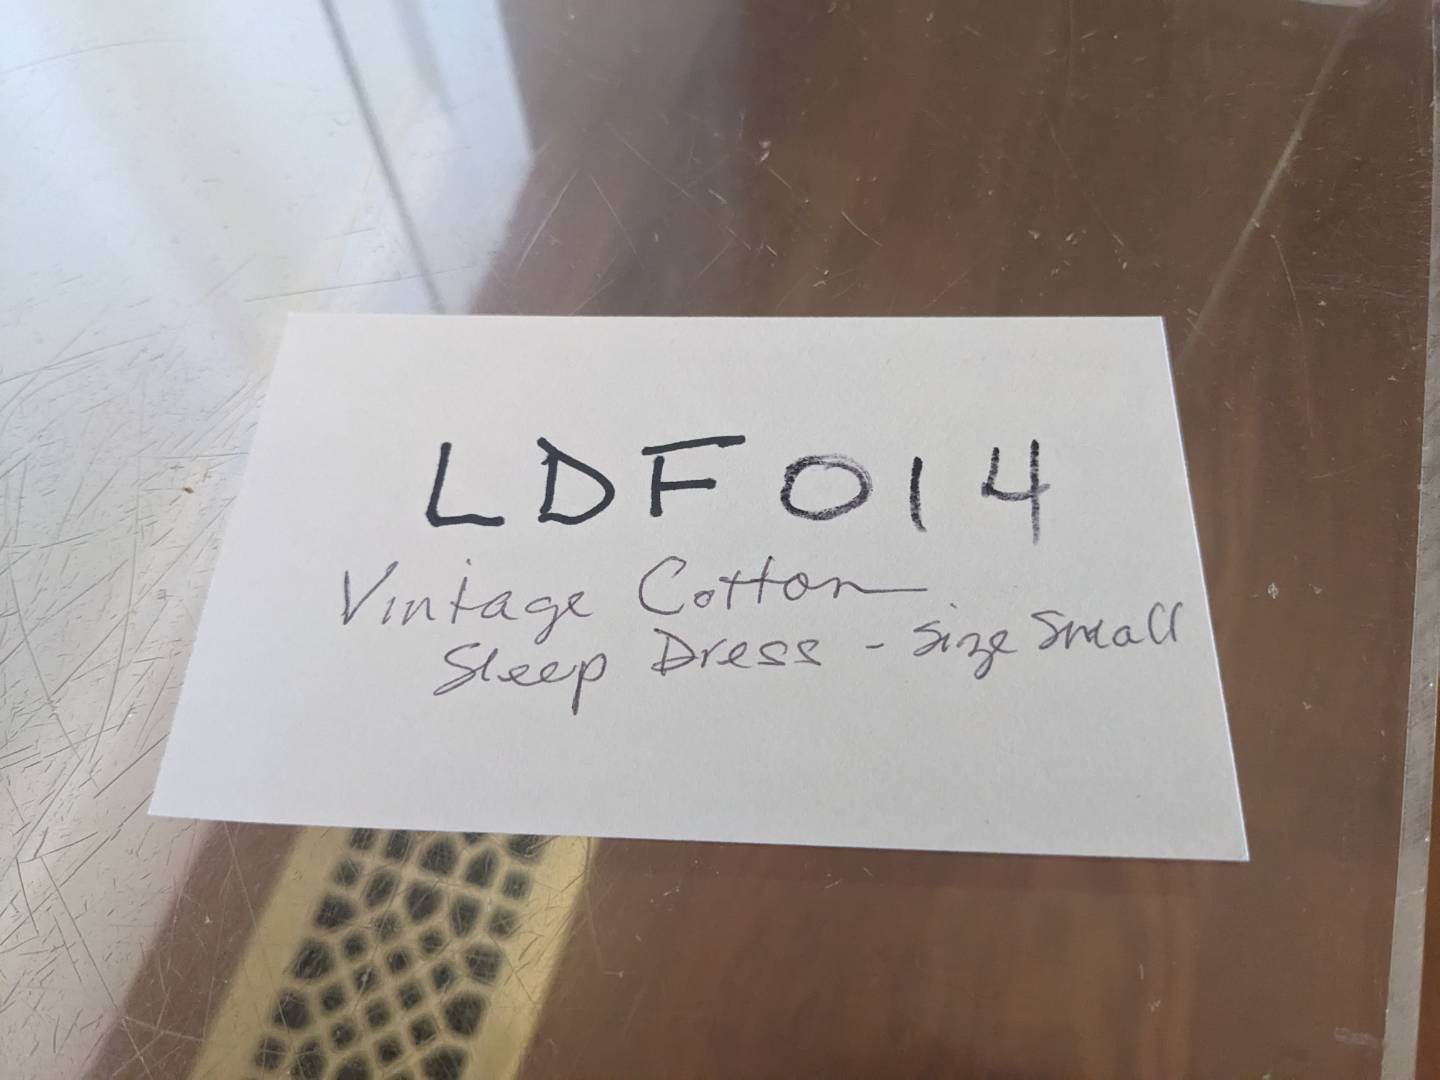 LDF014
Vintage Cotton
Sleep Dress - Size Small